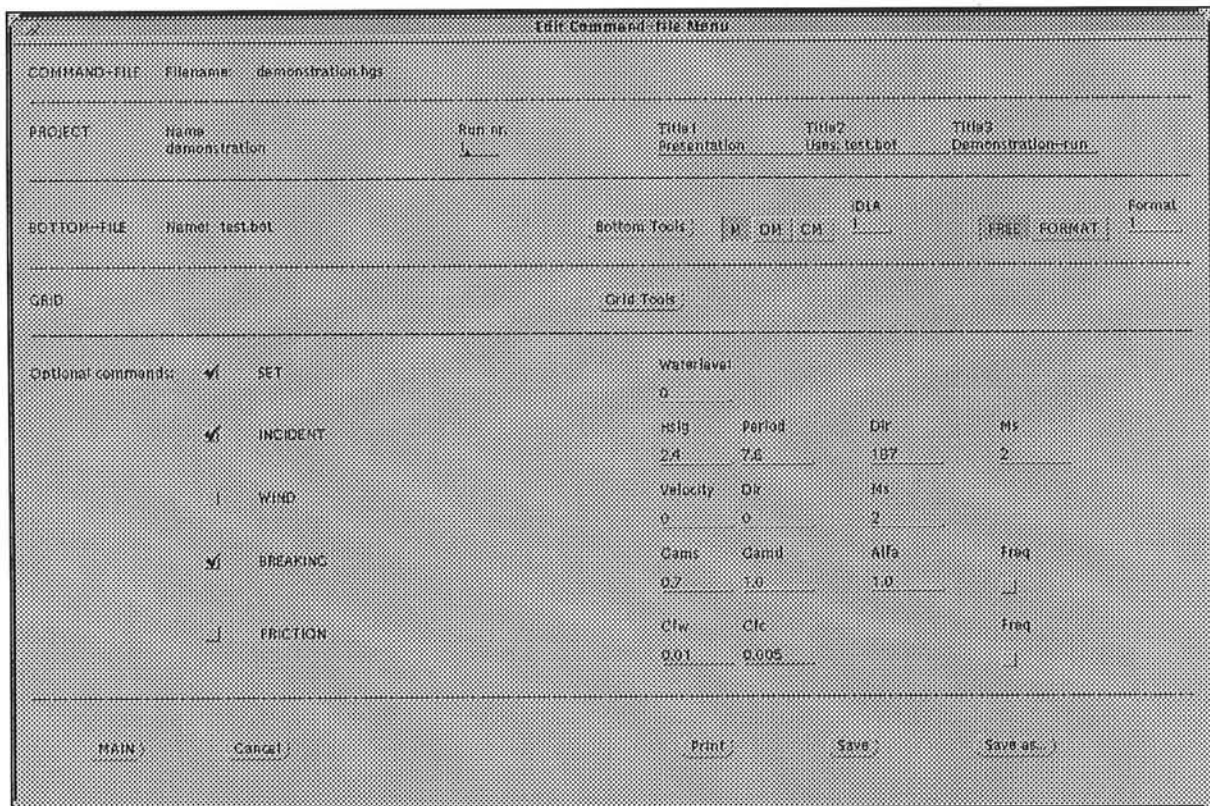 Edit Command-file Menu
COMMAND-FILE Filename: demonstration.hgs
PROJECT Name Run nr. Title1 Title2 Title3
demonstration 1 Presentation Uses: test.bot Demonstration-run
IDLA Format
BOTTOM-FILE Name: test.bot Bottom Tools M DM CM 1 FREE FORMAT 1
GRID Grid Tools
Optional commands: SET Waterlevel
0
INCIDENT Hsig Period Dir Ms
2.4 7.6 187 2
WIND Velocity Dir Ms
0 0 2
BREAKING Gams Gamd Alfa Freq
0.7 1.0 1.0
FRICTION Cfw Cfc Freq
0.01 0.005
MAIN Cancel Print Save Save as...